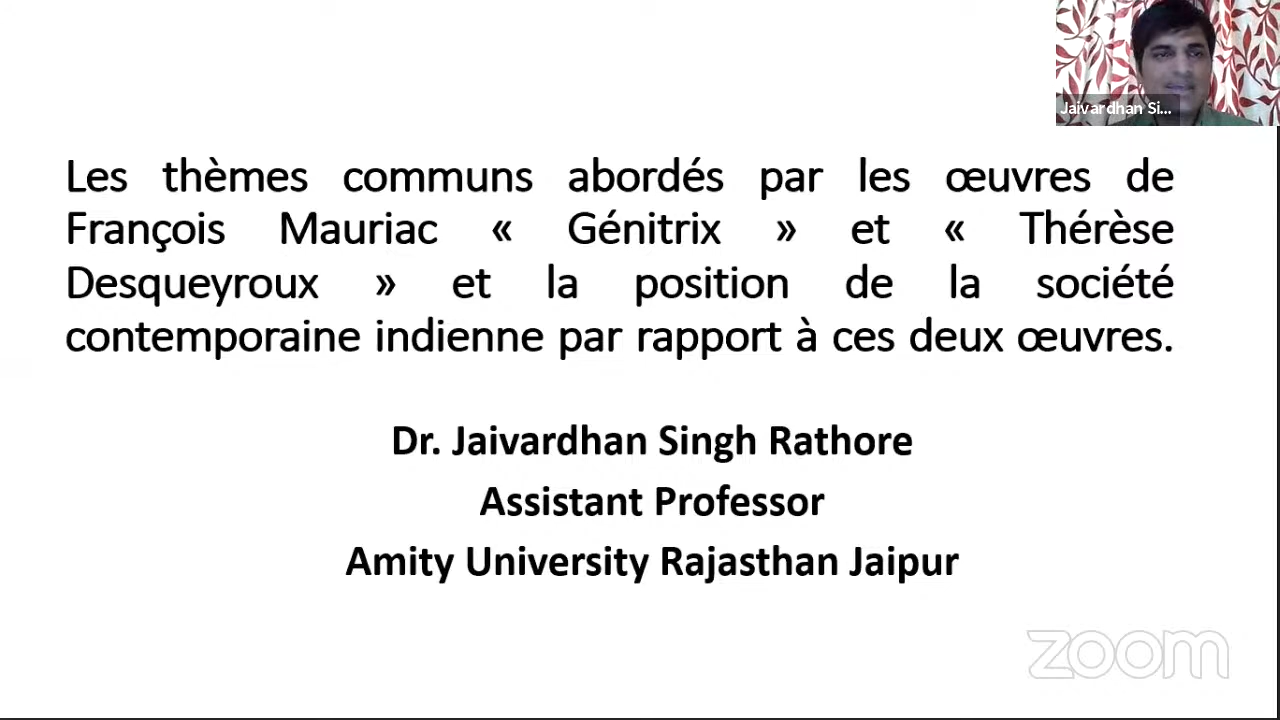 Jaivardhan Si...
Les thèmes communs abordés par les œuvres de
François Mauriac « Génitrix » et « Thérèse
Desqueyroux » et la position de la société
contemporaine indienne par rapport à ces deux œuvres.
Dr. Jaivardhan Singh Rathore
Assistant Professor
Amity University Rajasthan Jaipur
zoom